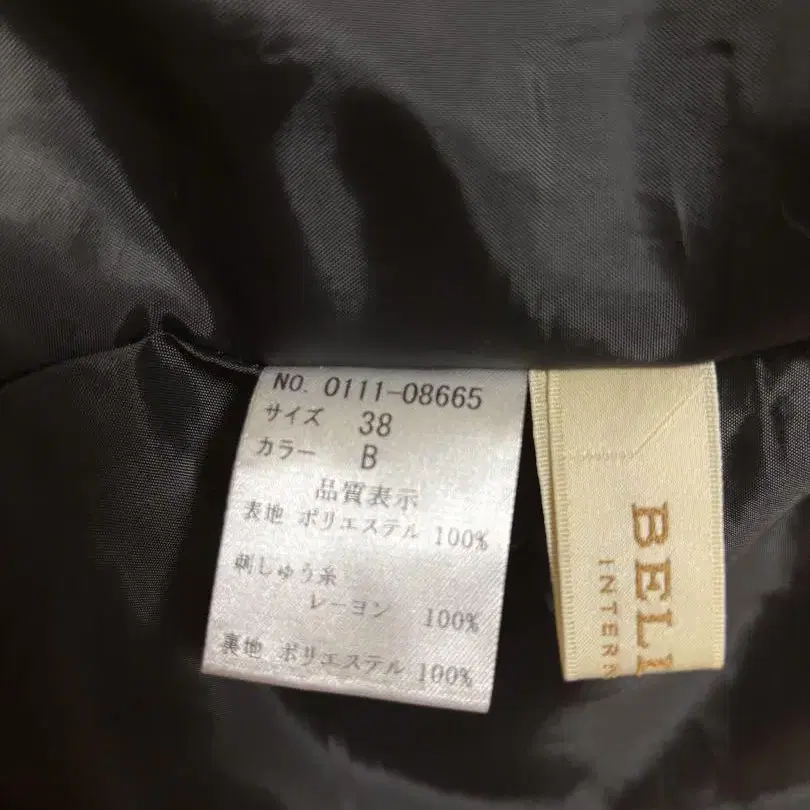 NO. 0111-08665
サイズ 38
カラー B
品質表示
表地 ポリエステル 100%
刺しゅう糸
レーヨン 100%
裏地 ポリエステル 100%